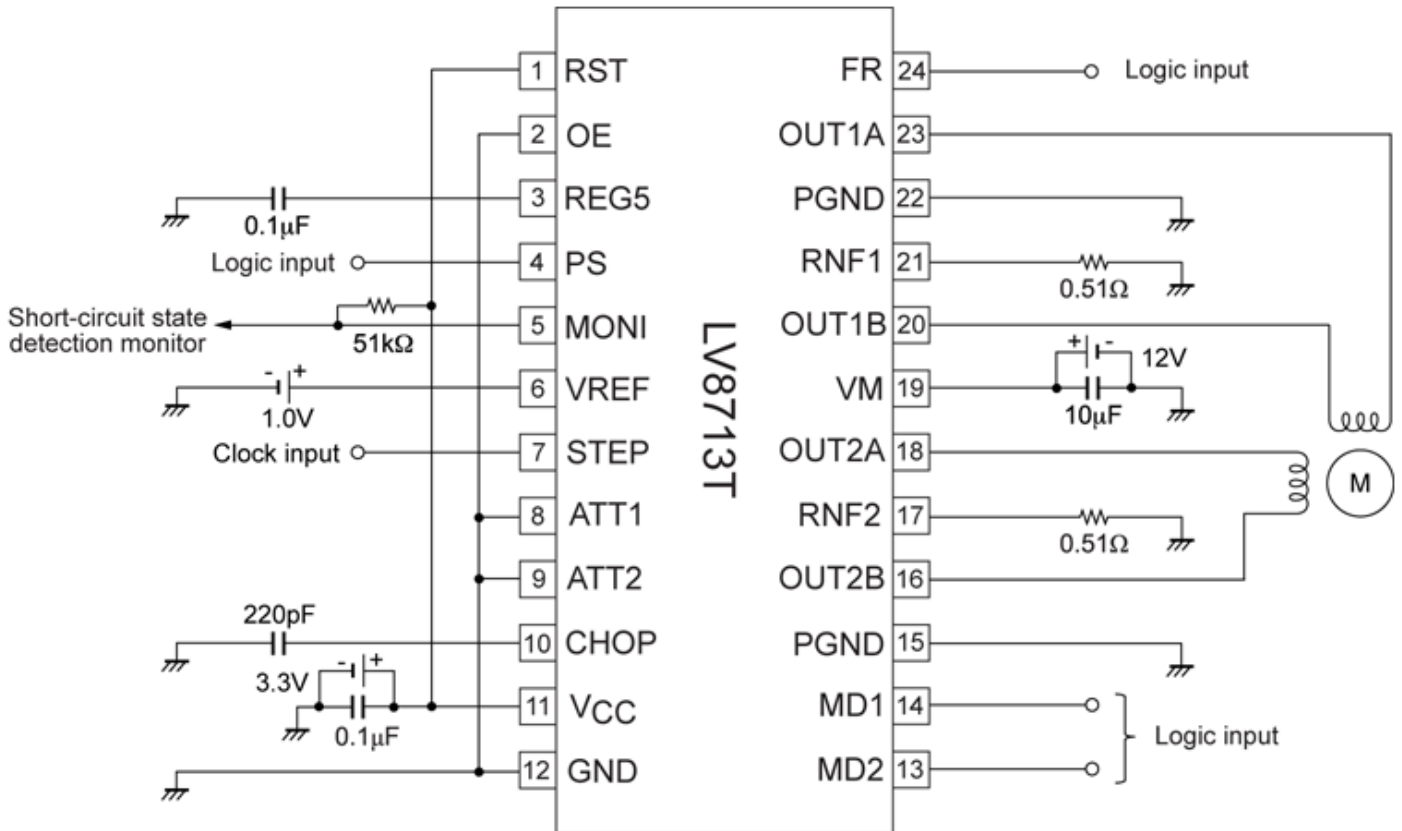 1 RST
2 OE
3 REG5
0.1μF
Logic input
4 PS
Short-circuit state
detection monitor
51kΩ
5 MONI
- +
1.0V
6 VREF
Clock input
7 STEP
8 ATT1
9 ATT2
220pF
10 CHOP
- +
3.3V
0.1μF
11 VCC
12 GND
LV8713T
FR 24
Logic input
OUT1A 23
PGND 22
RNF1 21
0.51Ω
OUT1B 20
+ -
12V
VM 19
10μF
OUT2A 18
M
RNF2 17
0.51Ω
OUT2B 16
PGND 15
MD1 14
Logic input
MD2 13